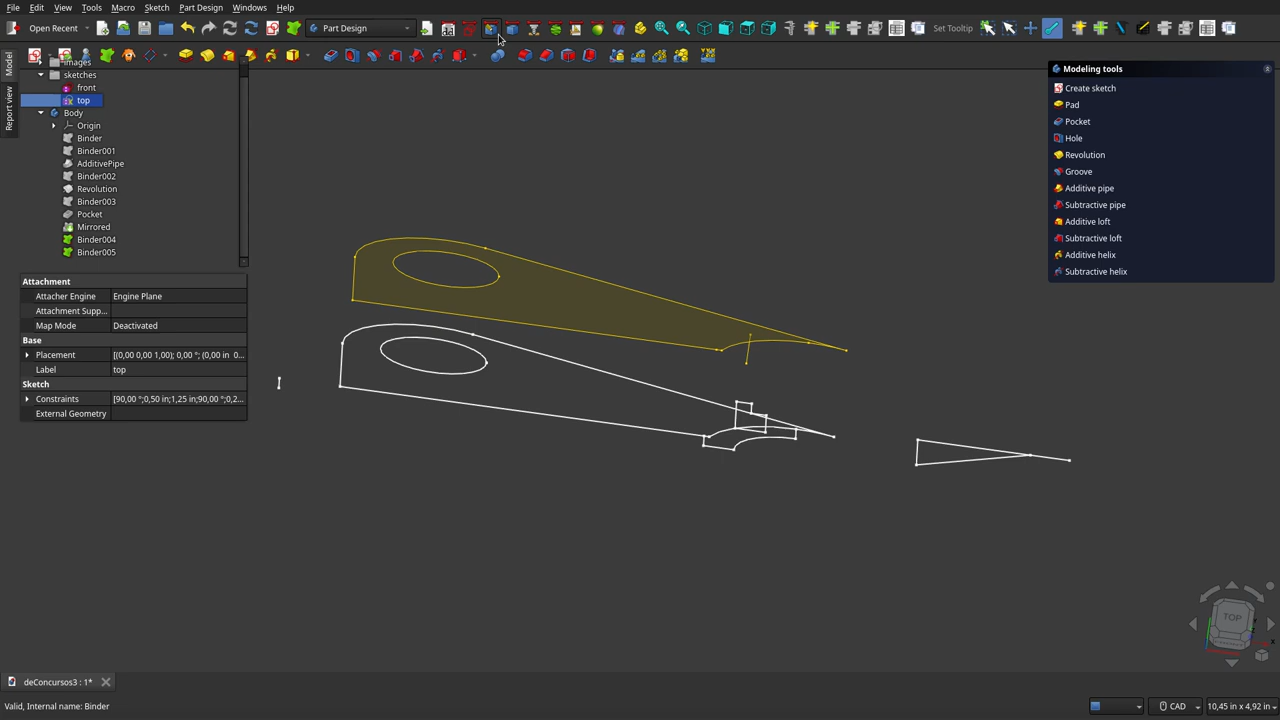 File Edit View Tools Macro Sketch Part Design Windows Help
Open Recent Part Design Set Tooltip
Model
Report view
images
sketches
front
top
Body
Origin
Binder
Binder001
AdditivePipe
Binder002
Revolution
Binder003
Pocket
Mirrored
Binder004
Binder005
Attachment
Attacher Engine Engine Plane
Attachment Supp...
Map Mode Deactivated
Base
Placement [(0,00 0,00 1,00); 0,00 °; (0,00 in 0...
Label top
Sketch
Constraints [90,00 °;0,50 in;1,25 in;90,00 °;0,2...
External Geometry
Modeling tools
Create sketch
Pad
Pocket
Hole
Revolution
Groove
Additive pipe
Subtractive pipe
Additive loft
Subtractive loft
Additive helix
Subtractive helix
TOP
deConcursos3 : 1*
Valid, Internal name: Binder CAD 10,45 in x 4,92 in